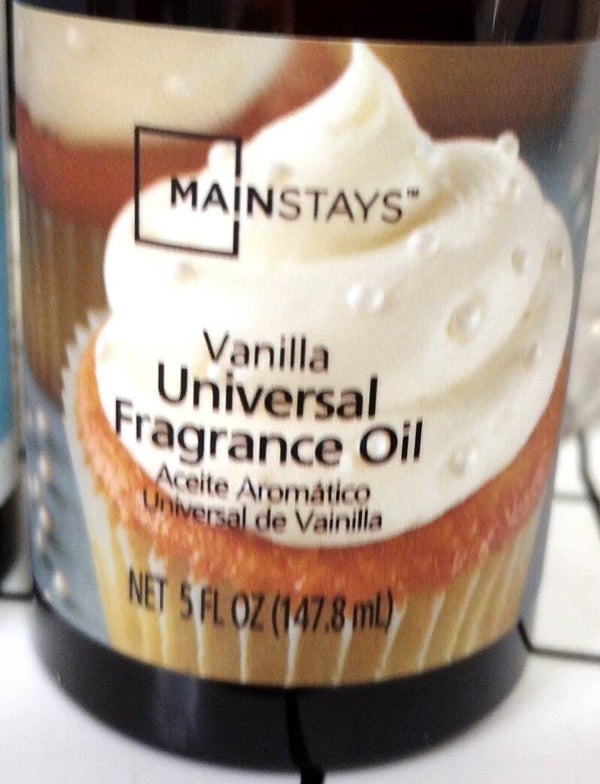 MAINSTAYS™
Vanilla
Universal
Fragrance Oil
Aceite Aromático
Universal de Vainilla
NET 5 FL OZ (147.8 mL)